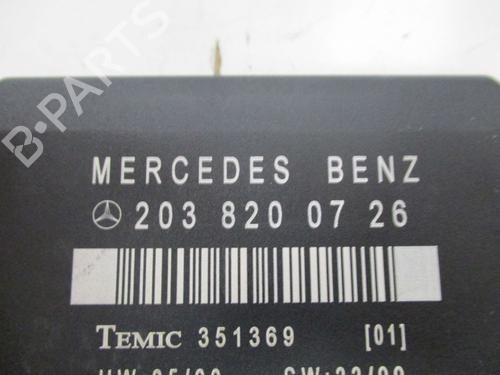 B-PARTS
MERCEDES BENZ
203 820 07 26
TEMIC 351369 [01]